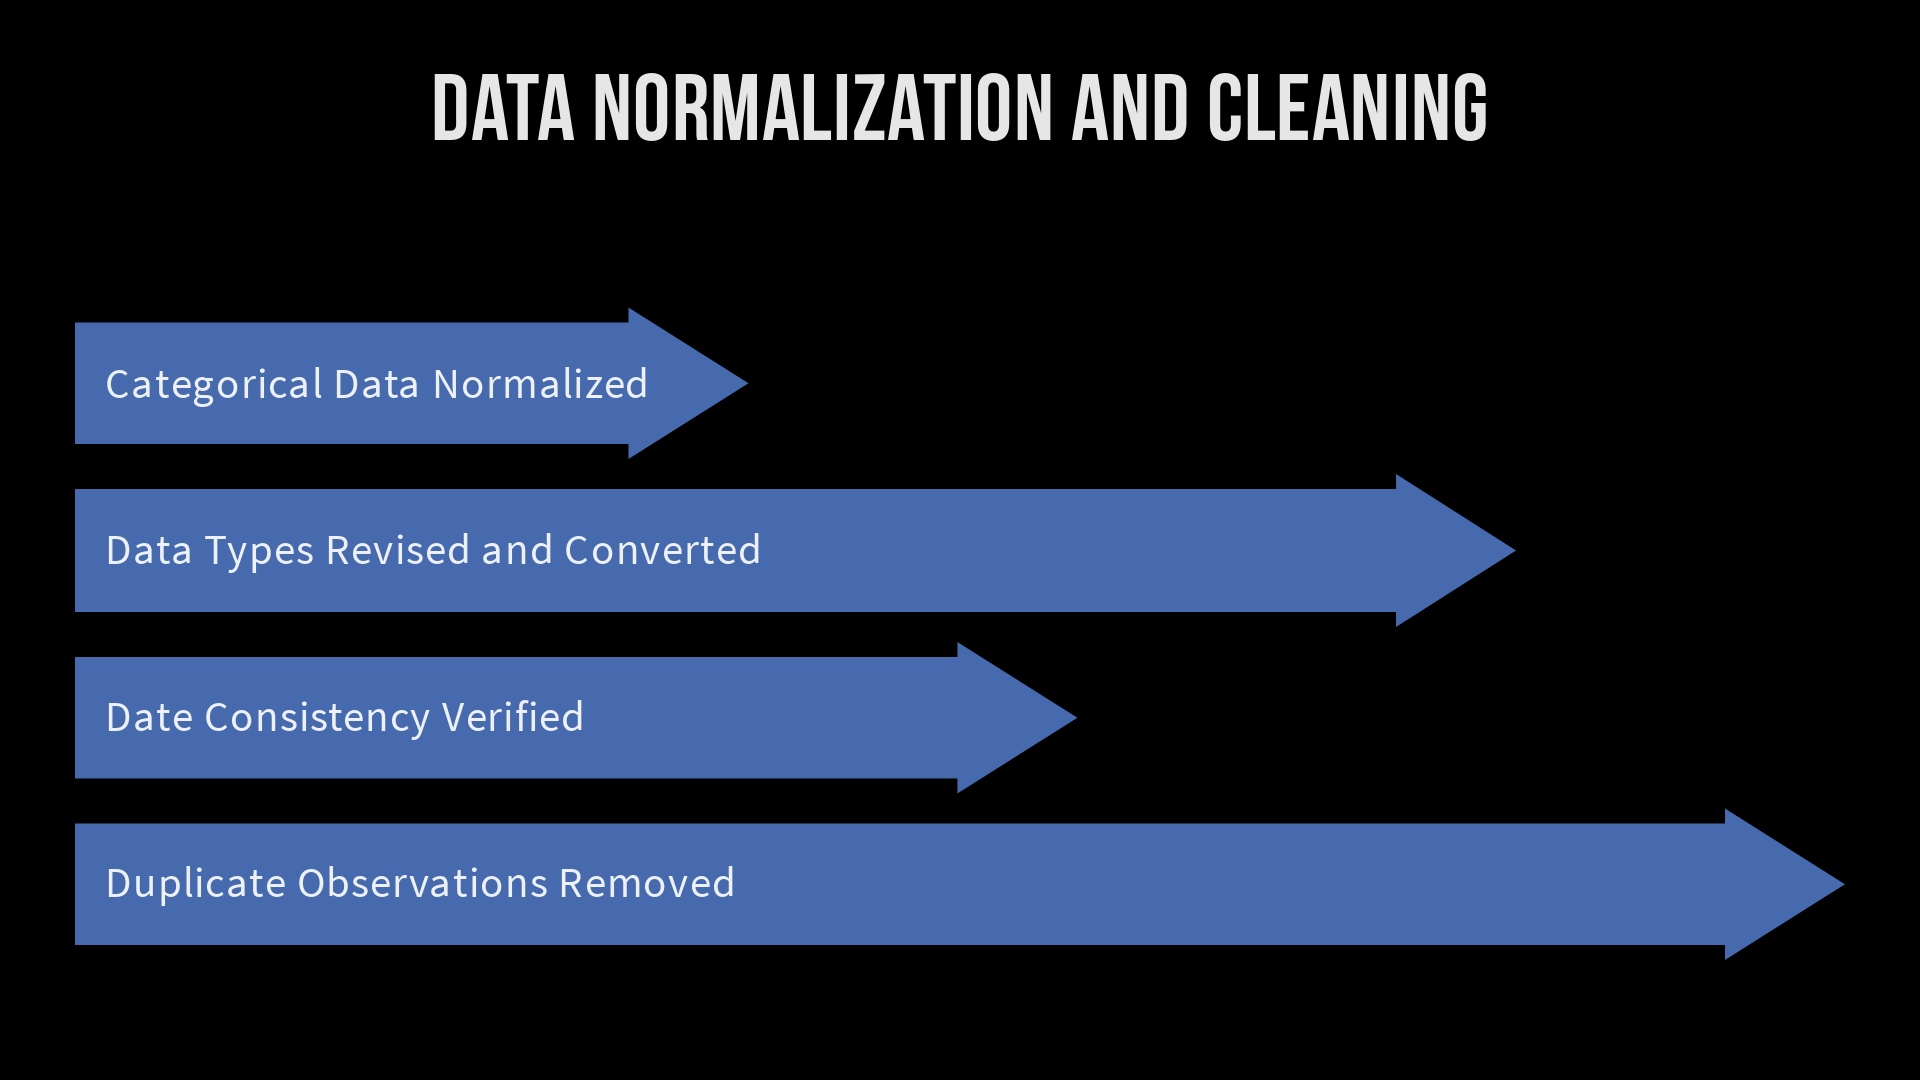 DATA NORMALIZATION AND CLEANING
Categorical Data Normalized
Data Types Revised and Converted
Date Consistency Verified
Duplicate Observations Removed